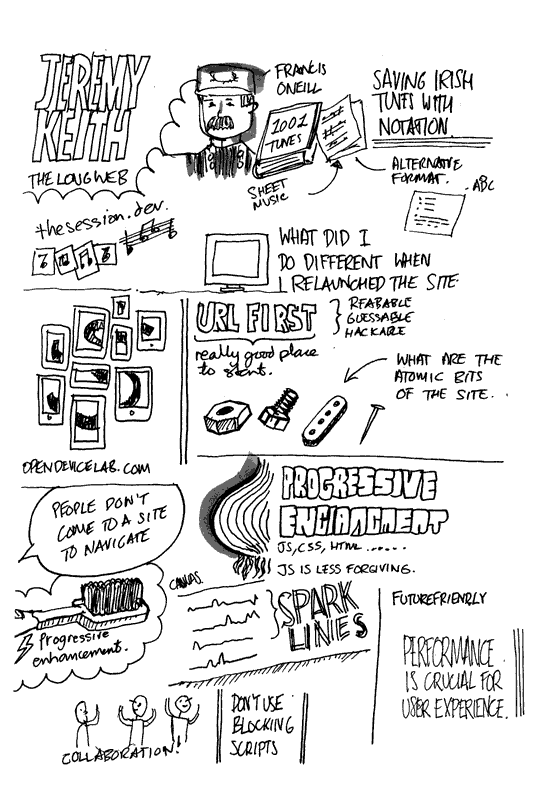 JEREMY
KEITH
THE LONG WEB
FRANCIS
ONEILL
1001
TUNES
SHEET
MUSIC
SAVING IRISH
TUNES WITH
NOTATION.
ALTERNATIVE
FORMAT.
.ABC
thesession.dev.
WHAT DID I
DO DIFFERENT WHEN
I RELAUNCHED THE SITE.
OPENDEVICELAB.COM
URL FIRST
READABLE
GUESSABLE
HACKABLE
really good place
to start.
WHAT ARE THE
ATOMIC BITS
OF THE SITE...
PEOPLE DON'T
COME TO A SITE
TO NAVIGATE
Progressive
enhancement.
PROGRESSIVE
ENCHANCMENT
JS, CSS, HTML......
JS IS LESS FORGIVING.
CANVAS.
SPARK
LINES
FUTUREFRIENDLY
PERFORMANCE
IS CRUCIAL FOR
USER EXPERIENCE.
COLLABORATION!
DON'T USE
BLOCKING
SCRIPTS